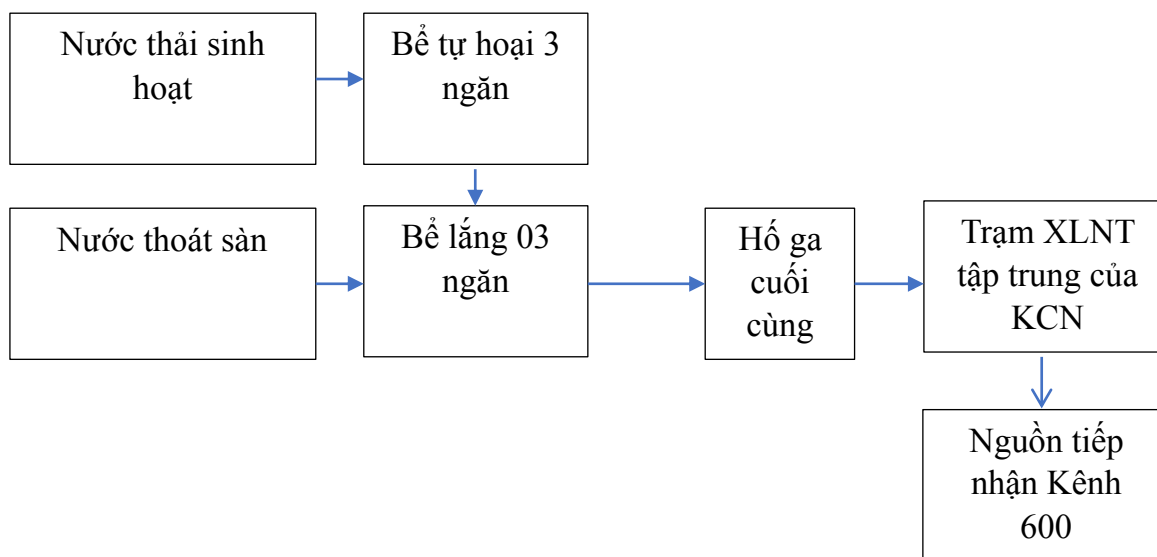 Nước thải sinh
hoạt
Bể tự hoại 3
ngăn
Nước thoát sàn
Bể lắng 03
ngăn
Hố ga
cuối
cùng
Trạm XLNT
tập trung của
KCN
Nguồn tiếp
nhận Kênh
600